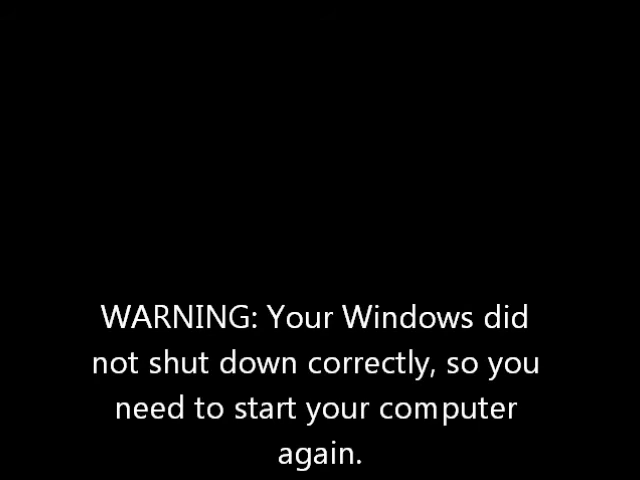 WARNING: Your Windows did
not shut down correctly, so you
need to start your computer
again.